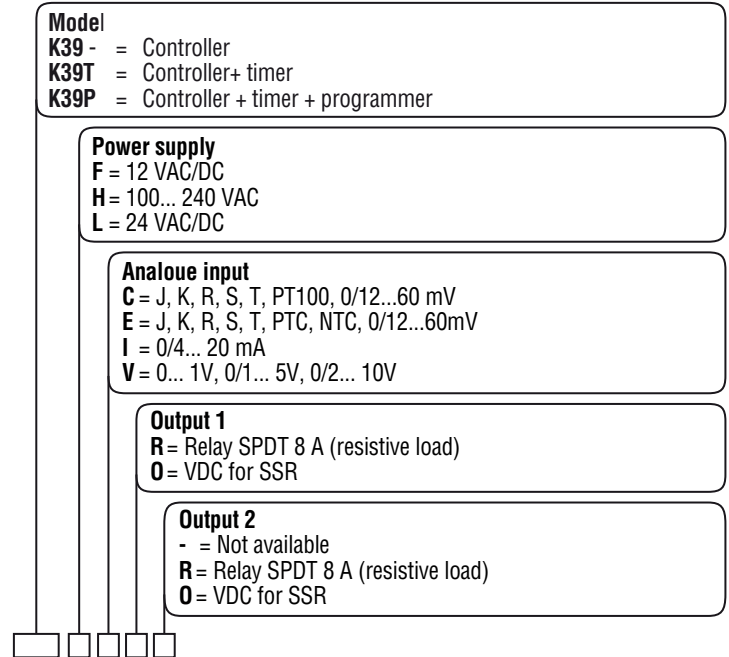 Model
K39 - = Controller
K39T = Controller+ timer
K39P = Controller + timer + programmer
Power supply
F = 12 VAC/DC
H = 100... 240 VAC
L = 24 VAC/DC
Analoue input
C = J, K, R, S, T, PT100, 0/12...60 mV
E = J, K, R, S, T, PTC, NTC, 0/12...60mV
I = 0/4... 20 mA
V = 0... 1V, 0/1... 5V, 0/2... 10V
Output 1
R = Relay SPDT 8 A (resistive load)
O = VDC for SSR
Output 2
- = Not available
R = Relay SPDT 8 A (resistive load)
O = VDC for SSR